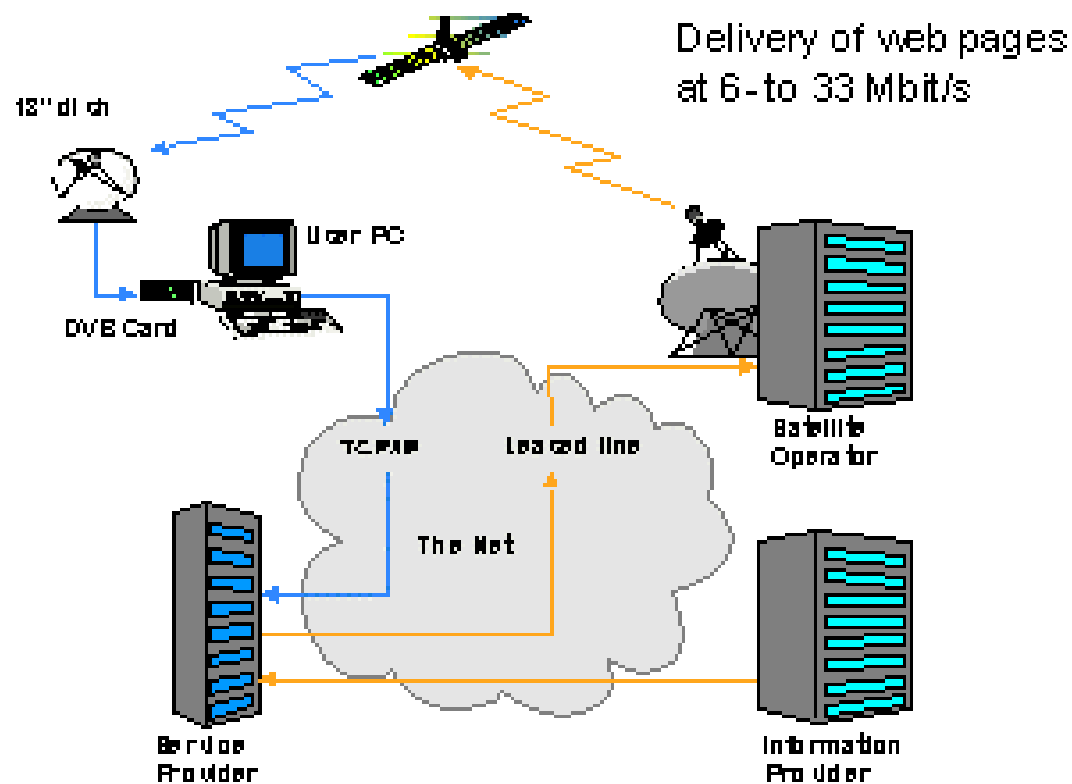 Delivery of web pages
at 6-to 33 Mbit/s
18" dish
User PC
DVB Card
TCP/IP
Leased line
Satellite
Operator
The Net
Service
Provider
Information
Provider